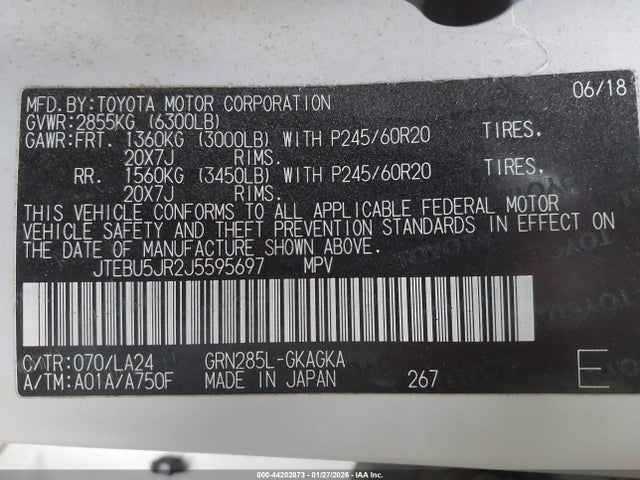 MFD.BY:TOYOTA MOTOR CORPORATION 06/18
GVWR:2855KG (6300LB)
GAWR:FRT. 1360KG (3000LB) WITH P245/60R20 TIRES.
20X7J RIMS.
RR. 1560KG (3450LB) WITH P245/60R20 TIRES.
20X7J RIMS.
THIS VEHICLE CONFORMS TO ALL APPLICABLE FEDERAL MOTOR
VEHICLE SAFETY AND THEFT PREVENTION STANDARDS IN EFFECT ON
THE DATE OF MANUFACTURE SHOWN ABOVE.
JTEBU5JR2J5595697 MPV
C/TR:070/LA24 GRN285L-GKAGKA
A/TM:A01A/A750F MADE IN JAPAN 267 E
000-44202873 | 01/27/2026 | IAA Inc.